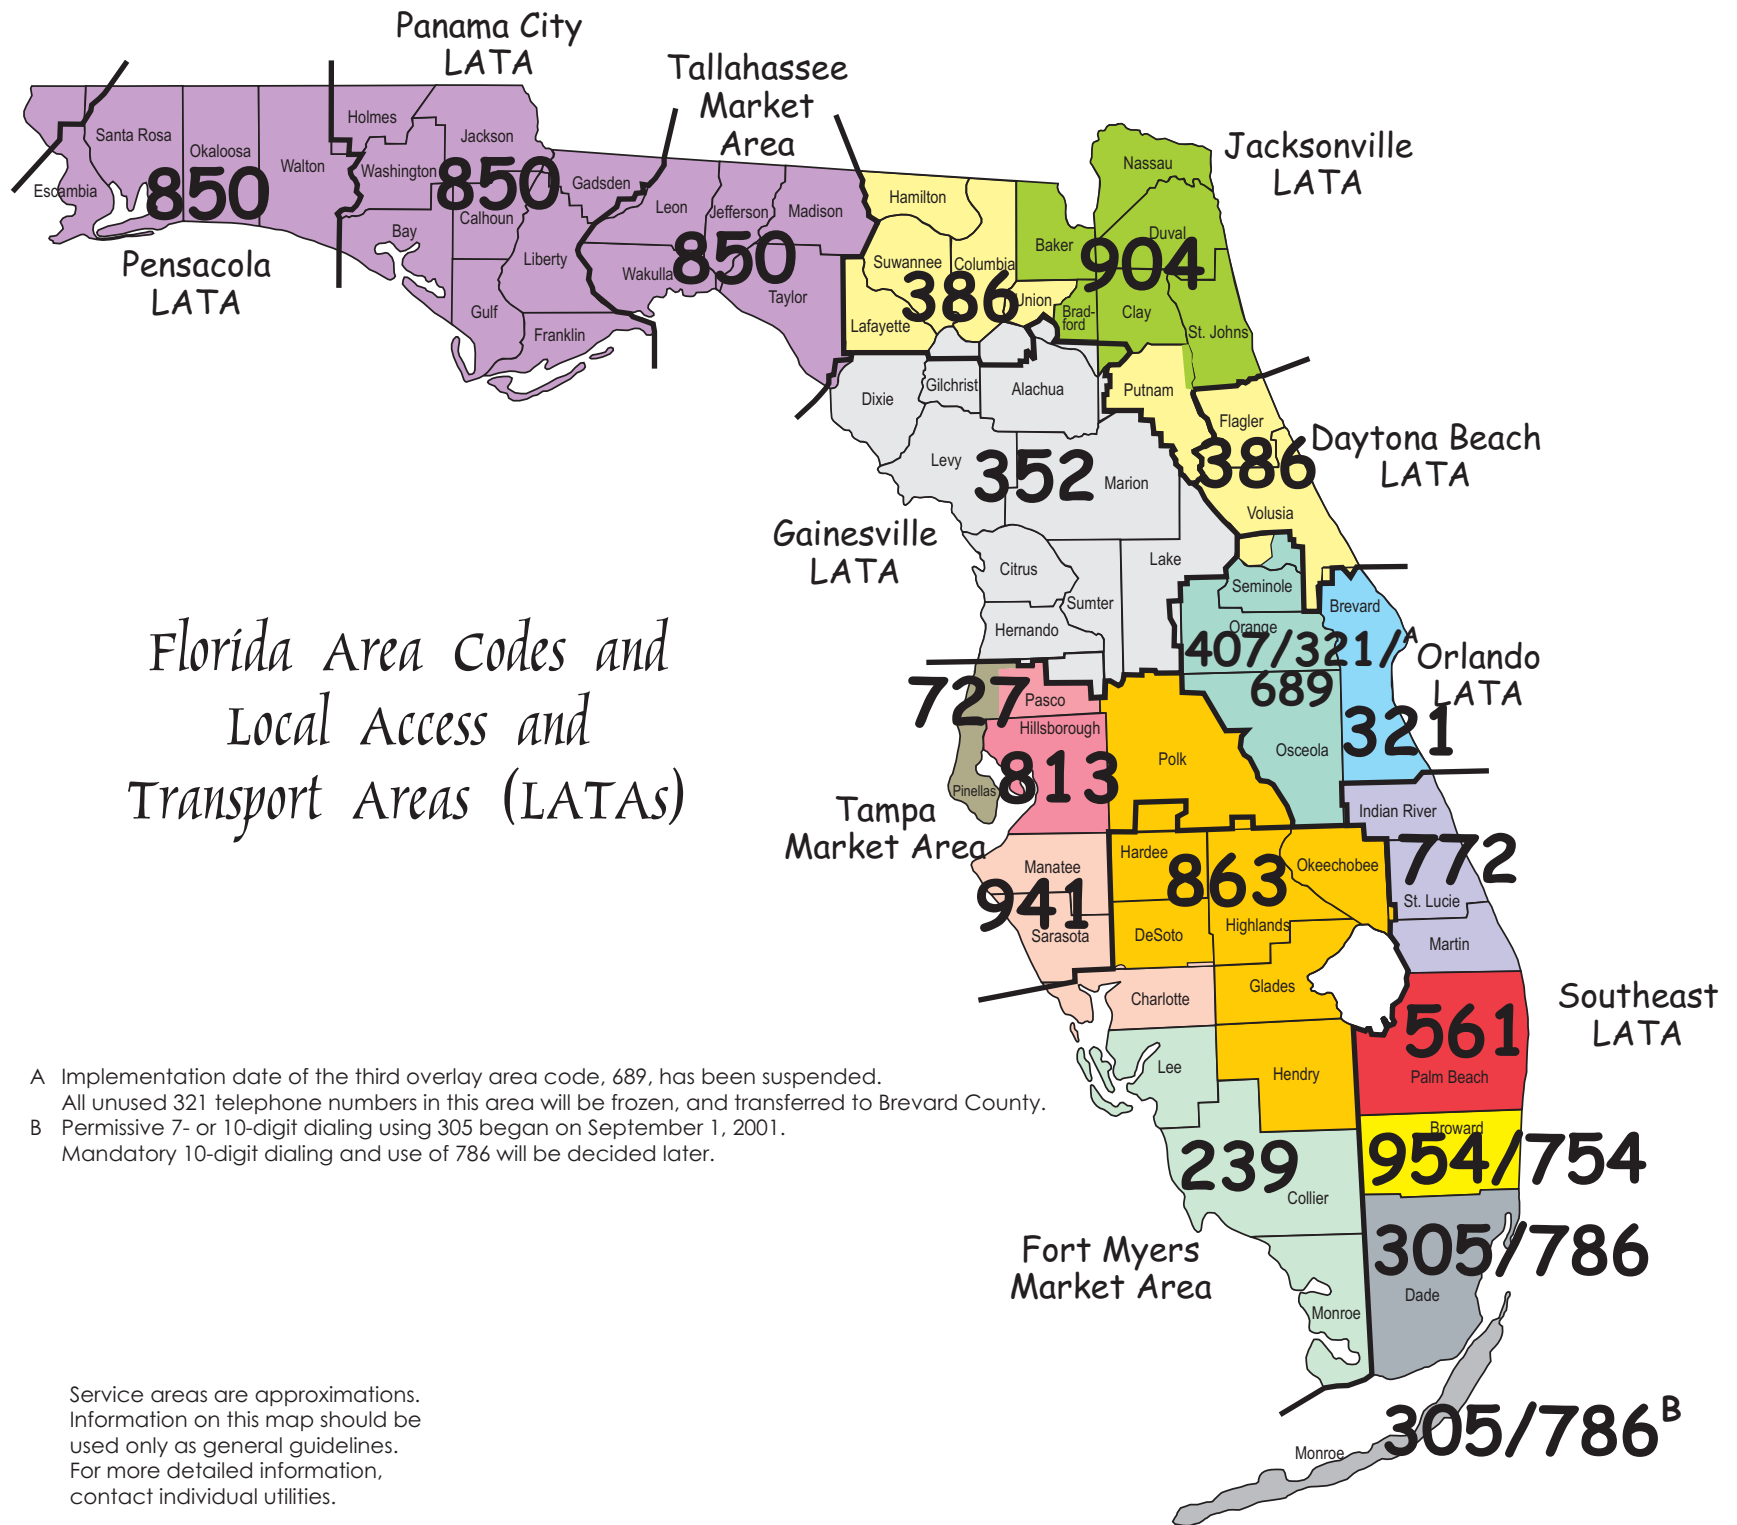 Panama City
LATA
Tallahassee
Market
Area
Jacksonville
LATA
Holmes
Jackson
Santa Rosa
Okaloosa
Walton
Washington
Escambia
850
850
Calhoun
Gadsden
Leon
Jefferson
Madison
Hamilton
Nassau
Bay
Liberty
Wakulla
850
Taylor
Suwannee
Columbia
Baker
Duval
904
Pensacola
LATA
Gulf
Franklin
386
Union
Lafayette
Brad-
ford
Clay
St. Johns
Dixie
Gilchrist
Alachua
Putnam
Flagler
Levy
352
Marion
386
Daytona Beach
LATA
Volusia
Gainesville
LATA
Citrus
Lake
Sumter
Seminole
Brevard
Hernando
Orange
407/321/A
689
Orlando
LATA
321
Florida Area Codes and
Local Access and
Transport Areas (LATAs)
727
Pasco
Hillsborough
813
Pinellas
Polk
Osceola
Tampa
Market Area
Indian River
772
Manatee
941
Sarasota
Hardee
863
Okeechobee
St. Lucie
DeSoto
Highlands
Martin
Charlotte
Glades
Southeast
LATA
561
Palm Beach
Lee
Hendry
A Implementation date of the third overlay area code, 689, has been suspended.
All unused 321 telephone numbers in this area will be frozen, and transferred to Brevard County.
B Permissive 7- or 10-digit dialing using 305 began on September 1, 2001.
Mandatory 10-digit dialing and use of 786 will be decided later.
Broward
954/754
239
Collier
305/786
Dade
Fort Myers
Market Area
Monroe
305/786B
Monroe
Service areas are approximations.
Information on this map should be
used only as general guidelines.
For more detailed information,
contact individual utilities.